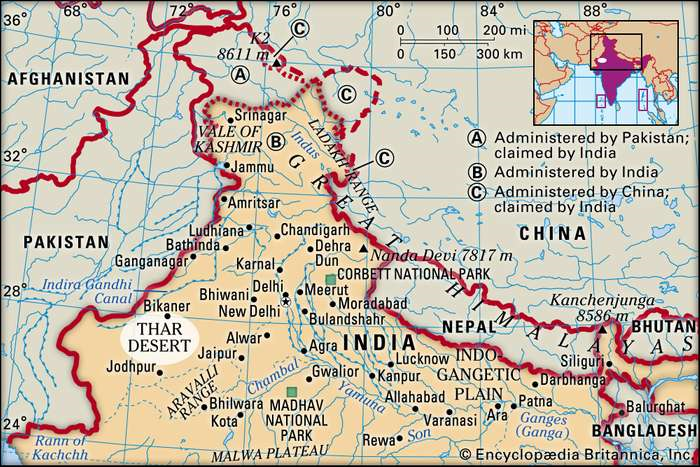 72°
76°
80°
84°
88°
36°
32°
28°
24°
K2
8611 m
C
A
0 100 200 mi
0 150 300 km
AFGHANISTAN
C
Srinagar
VALE OF
KASHMIR
B
Indus
LADAKH RANGE
C
Jammu
A Administered by Pakistan;
claimed by India
B Administered by India
C Administered by China;
claimed by India
Amritsar
GREAT HIMALAYAS
PAKISTAN
CHINA
Ludhiana
Chandigarh
Bathinda
Dehra
Dun
Nanda Devi 7817 m
Ganganagar
Karnal
CORBETT NATIONAL PARK
Indira Gandhi
Canal
Delhi
Meerut
Bikaner
Bhiwani
New Delhi
Moradabad
Bulandshahr
Kanchenjunga
8586 m
NEPAL
BHUTAN
THAR
DESERT
Alwar
Agra
INDIA
Jaipur
Lucknow
INDO-
GANGETIC
PLAIN
Siliguri
Jodhpur
Gwalior
Kanpur
Darbhanga
ARAVALLI
RANGE
Chambal
Yamuna
Allahabad
Patna
Bhilwara
Kota
MADHAV
NATIONAL
PARK
Varanasi
Ara
Ganges
(Ganga)
Balurghat
BANGLADESH
Rann of
Kachchh
MALWA PLATEAU
Rewa
Son
© Encyclopædia Britannica, Inc.